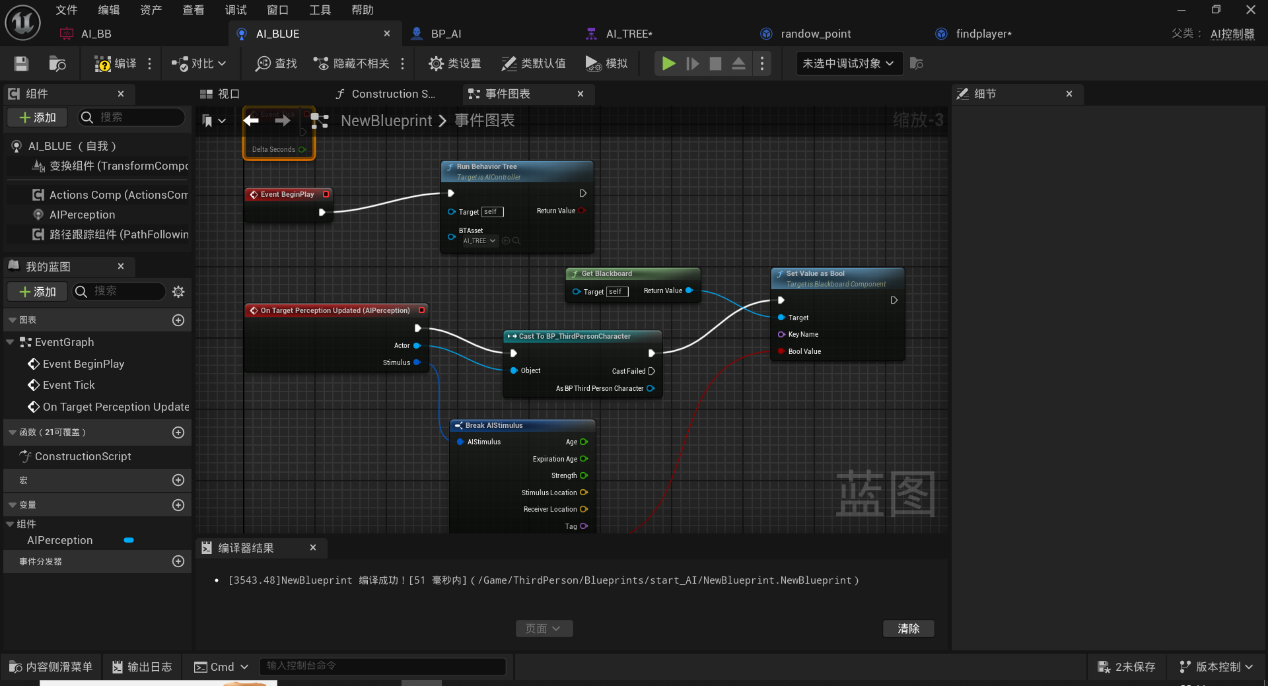 文件 编辑 资产 查看 调试 窗口 工具 帮助
AI_BB
AI_BLUE
BP_AI
AI_TREE*
randow_point
findplayer*
父类： AI控制器
编译
对比
查找
隐藏不相关
类设置
类默认值
模拟
未选中调试对象
组件
添加
搜索
AI_BLUE （自我）
变换组件 (TransformCompo
Actions Comp (ActionsCom
AIPerception
路径跟踪组件 (PathFollowin
我的蓝图
添加
搜索
图表
EventGraph
Event BeginPlay
Event Tick
On Target Perception Update
函数（21可覆盖）
ConstructionScript
宏
变量
组件
AIPerception
事件分发器
视口
Construction S...
事件图表
NewBlueprint
事件图表
缩放-3
Delta Seconds
Event BeginPlay
Run Behavior Tree
Target is AIController
Target self
Return Value
BTAsset
AI_TREE
Get Blackboard
Target self
Return Value
Set Value as Bool
Target is Blackboard Component
Target
Key Name
Bool Value
On Target Perception Updated (AIPerception)
Actor
Stimulus
Cast To BP_ThirdPersonCharacter
Object
Cast Failed
As BP Third Person Character
Break AIStimulus
AIStimulus
Age
Expiration Age
Strength
Stimulus Location
Receiver Location
Tag
蓝图
编译器结果
[3543.48]NewBlueprint 编译成功！[51 毫秒内]（/Game/ThirdPerson/Blueprints/start_AI/NewBlueprint.NewBlueprint）
页面
清除
细节
内容侧滑菜单
输出日志
Cmd
输入控制台命令
2未保存
版本控制